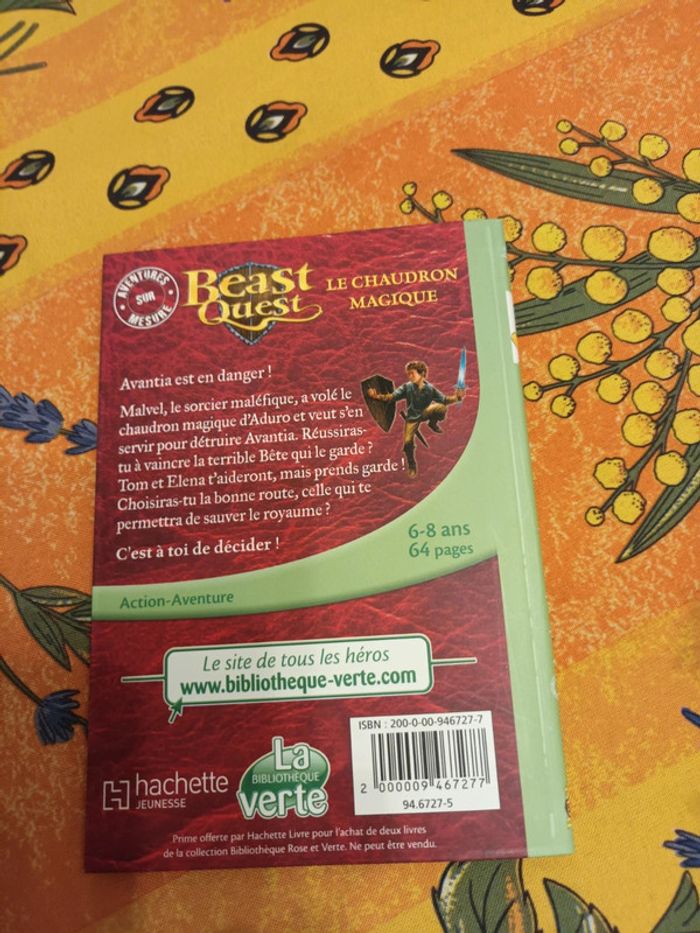 AVENTURES
SUR
MESURE
BEAST
QUEST
LE CHAUDRON
MAGIQUE
Avantia est en danger !
Malvel, le sorcier maléfique, a volé le
chaudron magique d'Aduro et veut s'en
servir pour détruire Avantia. Réussiras-
tu à vaincre la terrible Bête qui le garde ?
Tom et Elena t'aideront, mais prends garde !
Choisiras-tu la bonne route, celle qui te
permettra de sauver le royaume ?
C'est à toi de décider !
6-8 ans
64 pages
Action-Aventure
Le site de tous les héros
www.bibliotheque-verte.com
hachette
JEUNESSE
La
BIBLIOTHÈQUE
verte
ISBN : 200-0-00-946727-7
2 000009 467277
94.6727-5
Prime offerte par Hachette Livre pour l'achat de deux livres
de la collection Bibliothèque Rose et Verte. Ne peut être vendu.